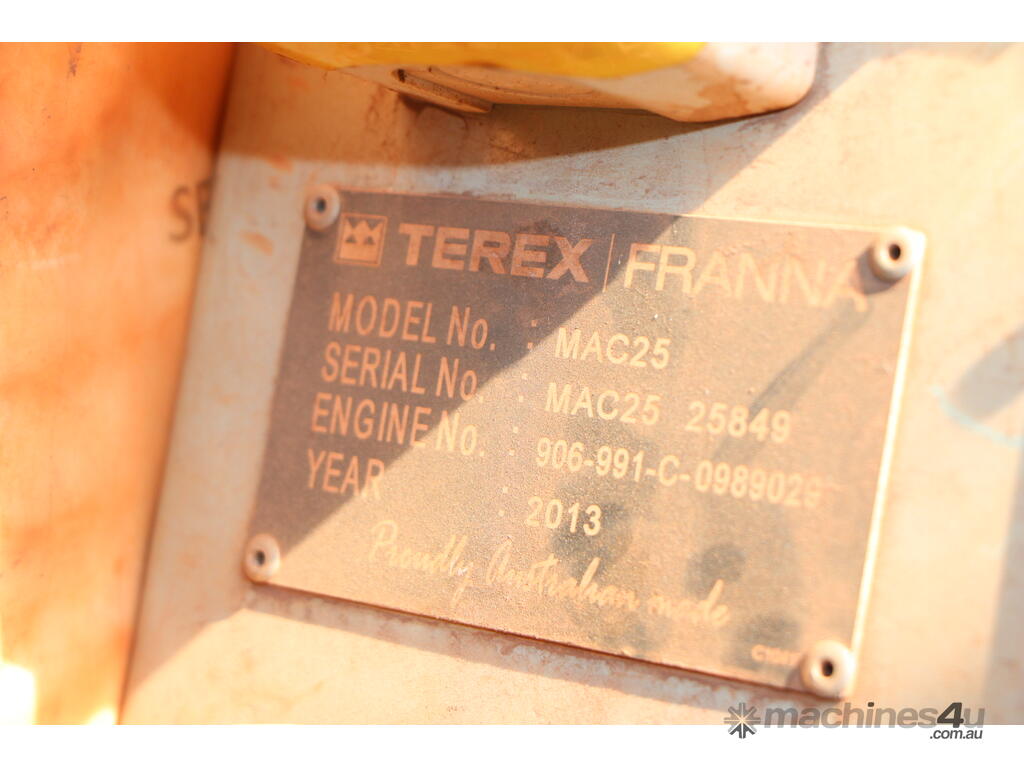 SE
TEREX | FRANNA
MODEL No. : MAC25
SERIAL No. : MAC25 25849
ENGINE No. : 906-991-C-0989029
YEAR : 2013
Proudly Australian made
machines4u
.com.au